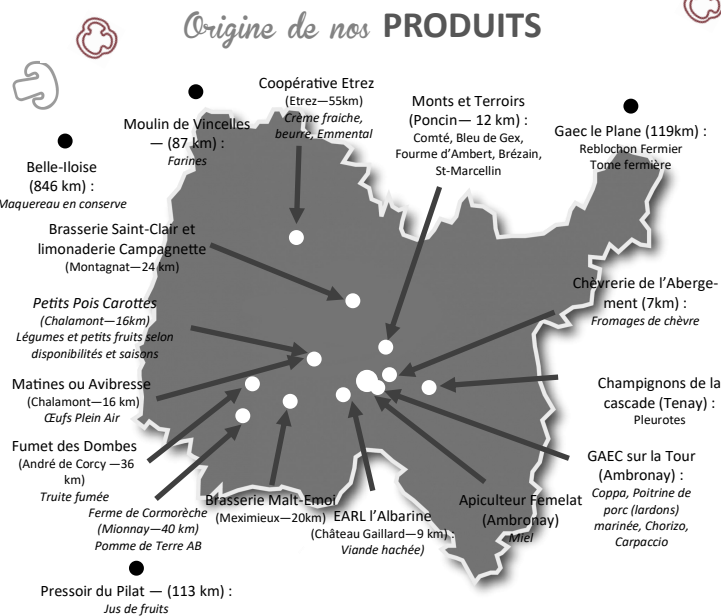 Origine de nos PRODUITS
Coopérative Etrez
(Etrez—55km)
Crème fraiche,
beurre, Emmental
Monts et Terroirs
(Poncin— 12 km) :
Comté, Bleu de Gex,
Fourme d'Ambert, Brézain,
St-Marcellin
Moulin de Vincelles
— (87 km) :
Farines
Gaec le Plane (119km) :
Reblochon Fermier
Tome fermière
Belle-Iloise
(846 km) :
Maquereau en conserve
Brasserie Saint-Clair et
limonaderie Campagnette
(Montagnat—24 km)
Chèvrerie de l'Aberge-
ment (7km) :
Fromages de chèvre
Petits Pois Carottes
(Chalamont—16km)
Légumes et petits fruits selon
disponibilités et saisons
Matines ou Avibresse
(Chalamont—16 km)
Œufs Plein Air
Champignons de la
cascade (Tenay) :
Pleurotes
Fumet des Dombes
(André de Corcy —36
km)
Truite fumée
GAEC sur la Tour
(Ambronay) :
Coppa, Poitrine de
porc (lardons)
marinée, Chorizo,
Carpaccio
Ferme de Cormorèche
(Mionnay—40 km)
Pomme de Terre AB
Brasserie Malt-Emoi
(Meximieux—20km)
EARL l'Albarine
(Château Gaillard—9 km) :
Viande hachée)
Apiculteur Femelat
(Ambronay)
Miel
Pressoir du Pilat — (113 km) :
Jus de fruits